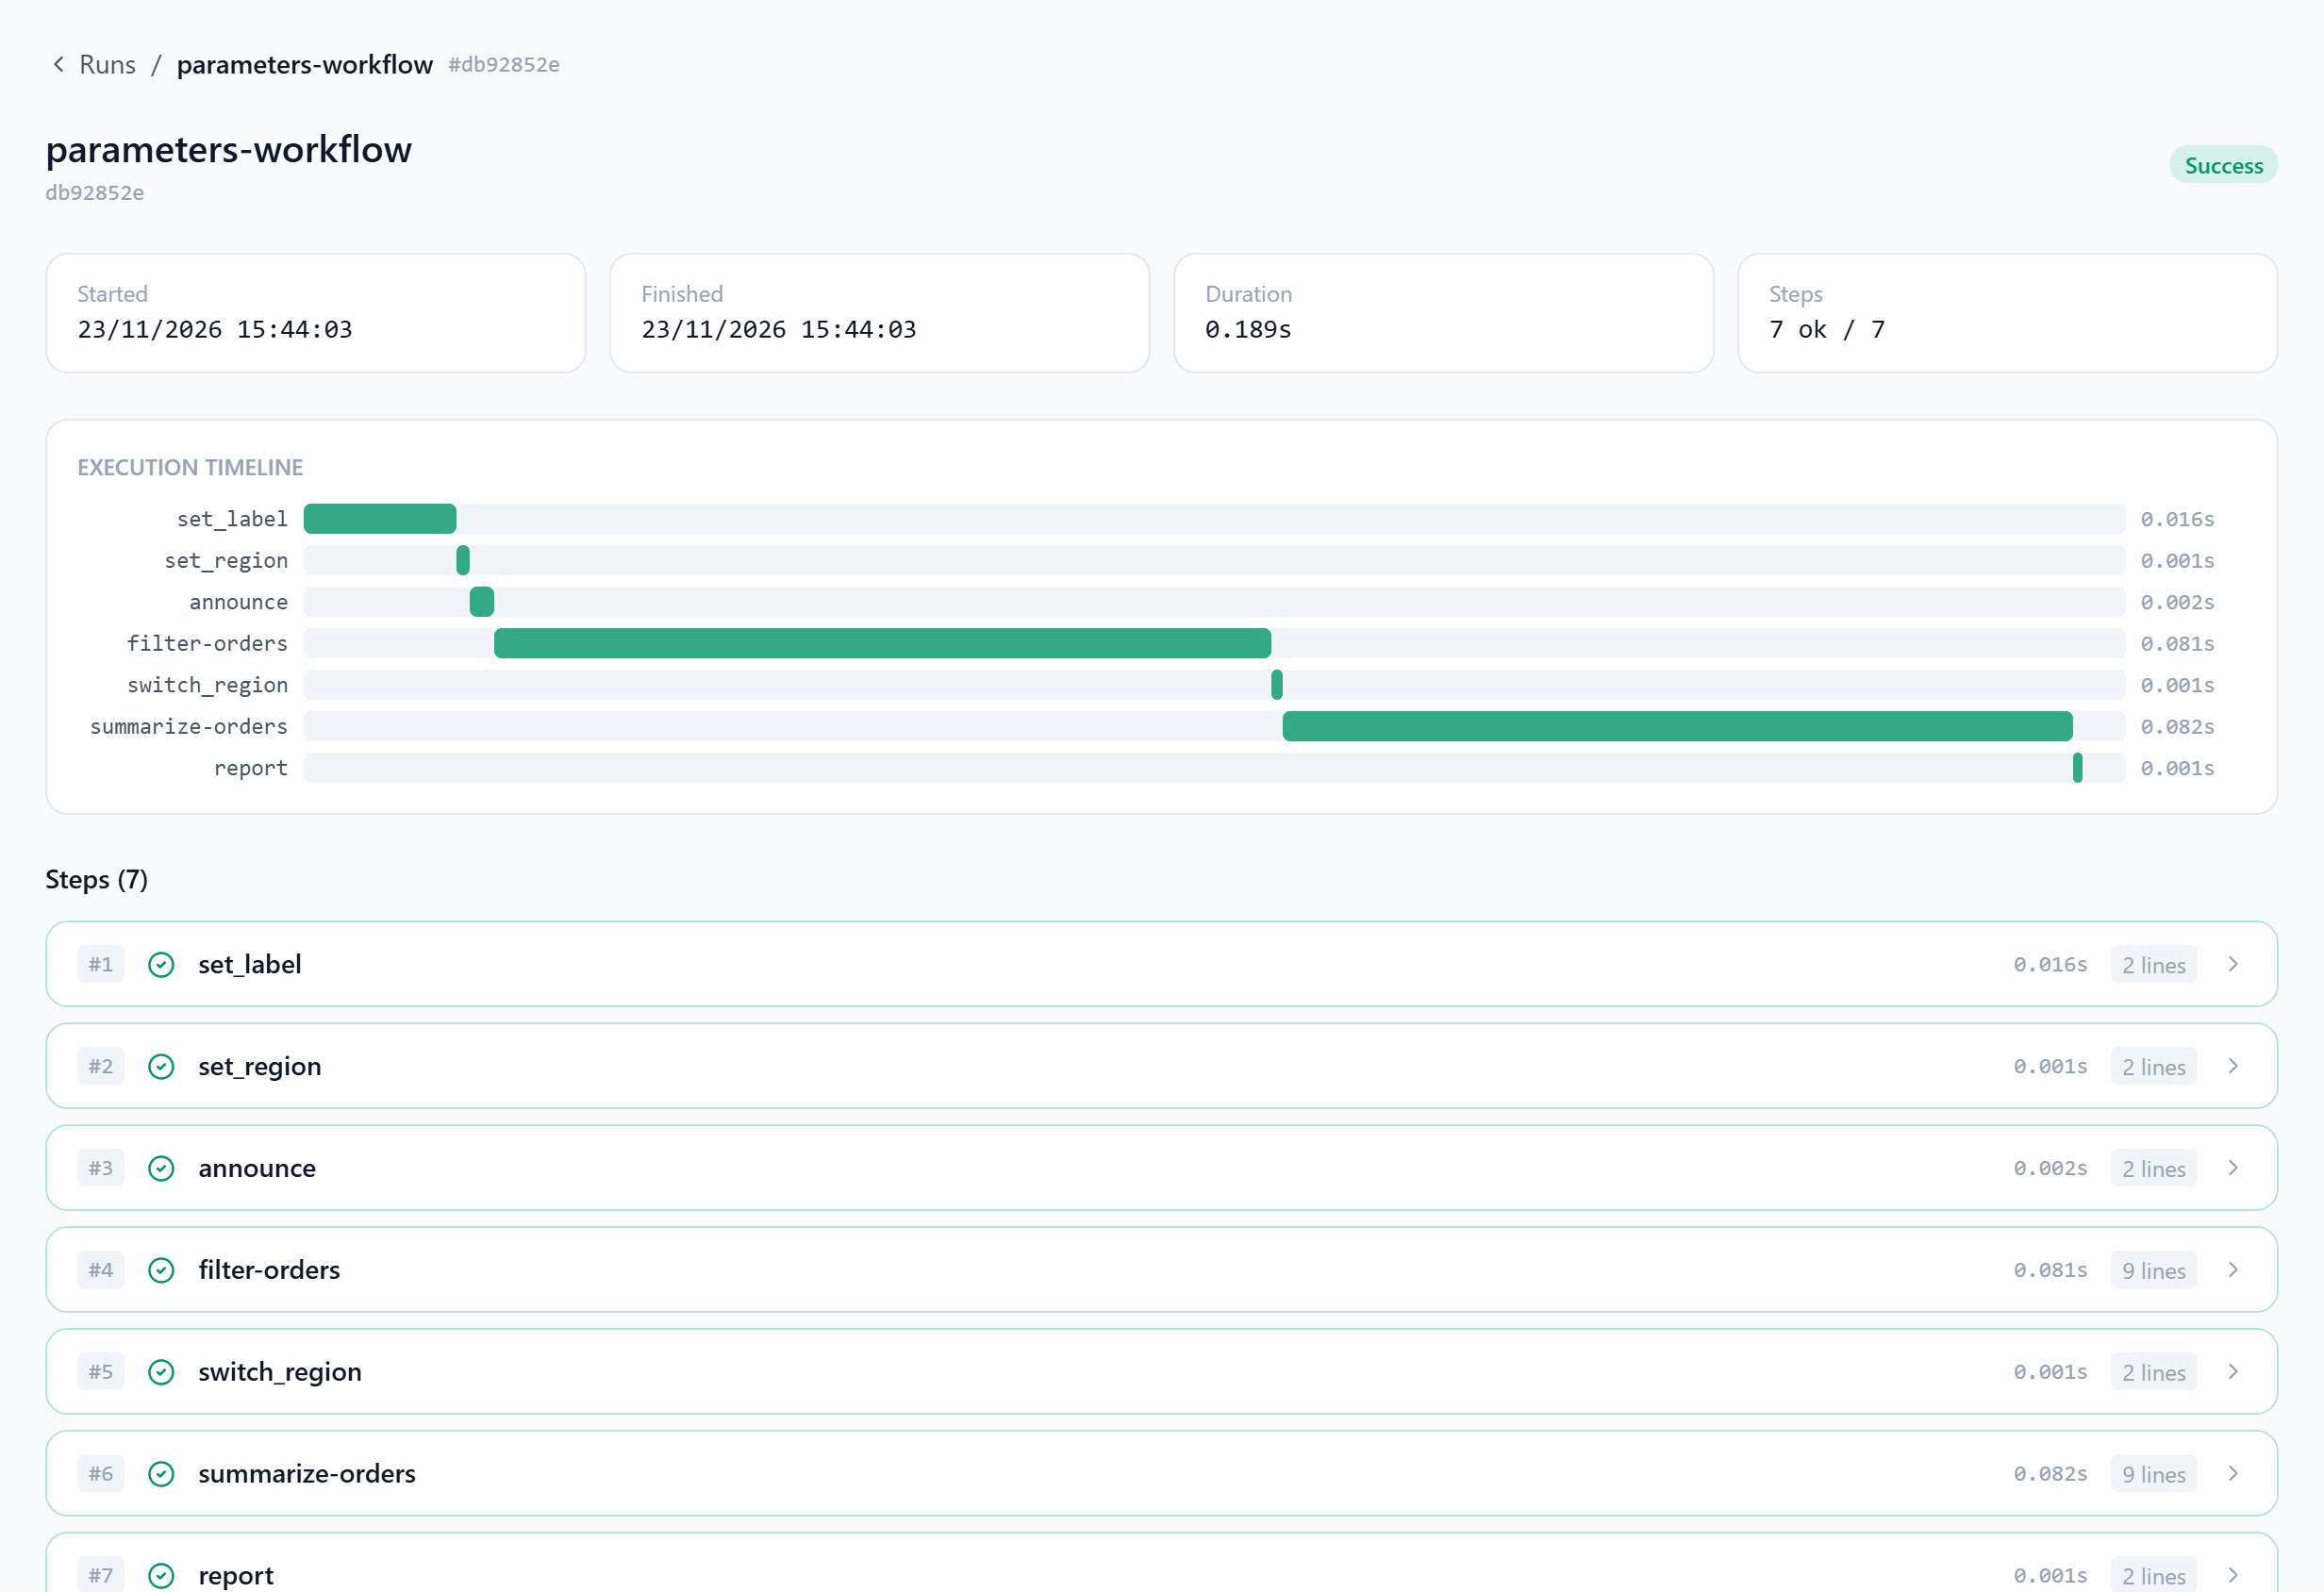 Runs / parameters-workflow #db92852e
parameters-workflow
db92852e
Success
Started
23/11/2026 15:44:03
Finished
23/11/2026 15:44:03
Duration
0.189s
Steps
7 ok / 7
EXECUTION TIMELINE
set_label 0.016s
set_region 0.001s
announce 0.002s
filter-orders 0.081s
switch_region 0.001s
summarize-orders 0.082s
report 0.001s
Steps (7)
#1 set_label 0.016s 2 lines
#2 set_region 0.001s 2 lines
#3 announce 0.002s 2 lines
#4 filter-orders 0.081s 9 lines
#5 switch_region 0.001s 2 lines
#6 summarize-orders 0.082s 9 lines
#7 report 0.001s 2 lines